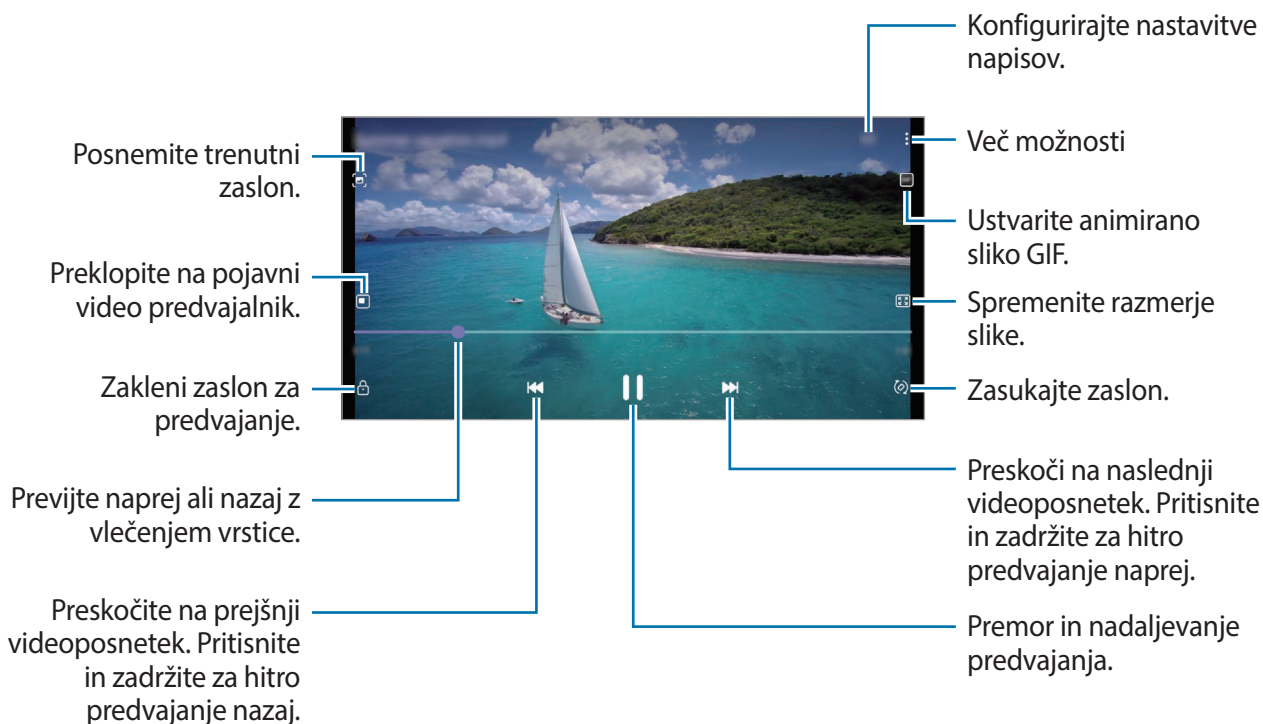 Konfigurirajte nastavitve
napisov.
Posnemite trenutni
zaslon.
Več možnosti
Ustvarite animirano
sliko GIF.
Preklopite na pojavni
video predvajalnik.
Spremenite razmerje
slike.
Zakleni zaslon za
predvajanje.
Zasukajte zaslon.
Previjte naprej ali nazaj z
vlečenjem vrstice.
Preskoči na naslednji
videoposnetek. Pritisnite
in zadržite za hitro
predvajanje naprej.
Preskočite na prejšnji
videoposnetek. Pritisnite
in zadržite za hitro
predvajanje nazaj.
Premor in nadaljevanje
predvajanja.